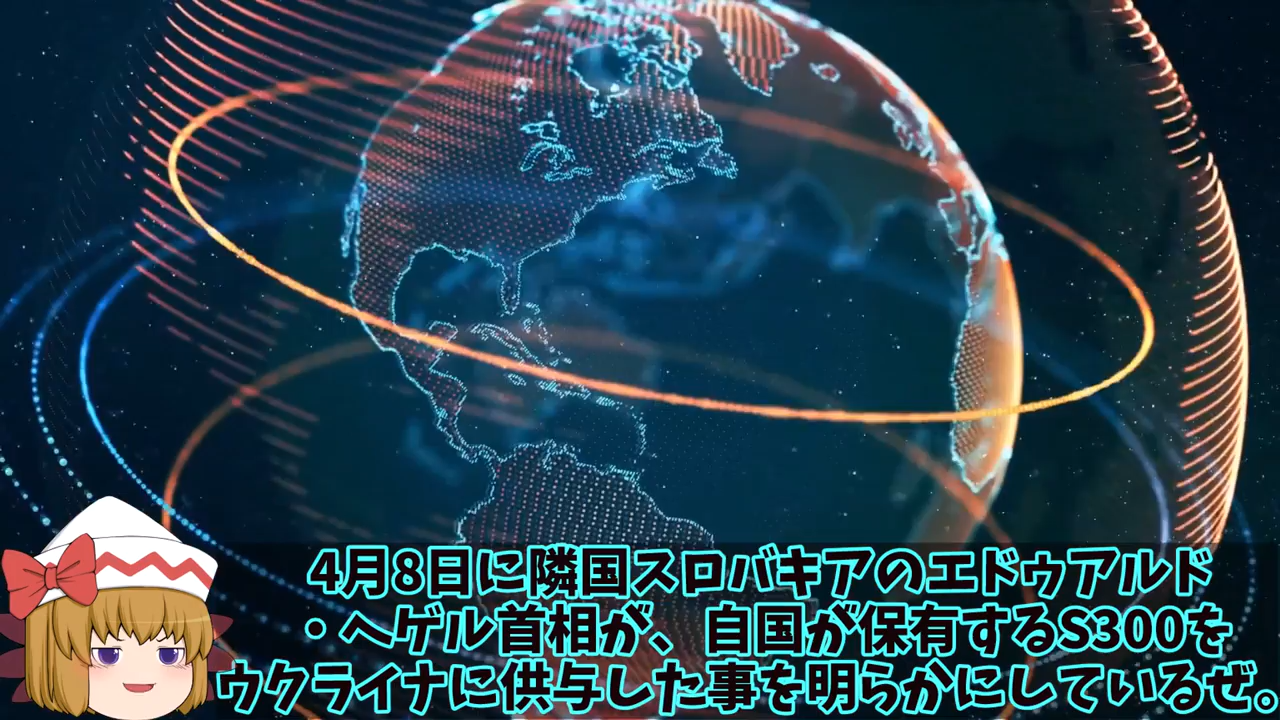 4月8日に隣国スロバキアのエドゥアルド
・ヘゲル首相が、自国が保有するS300を
ウクライナに供与した事を明らかにしているぜ。